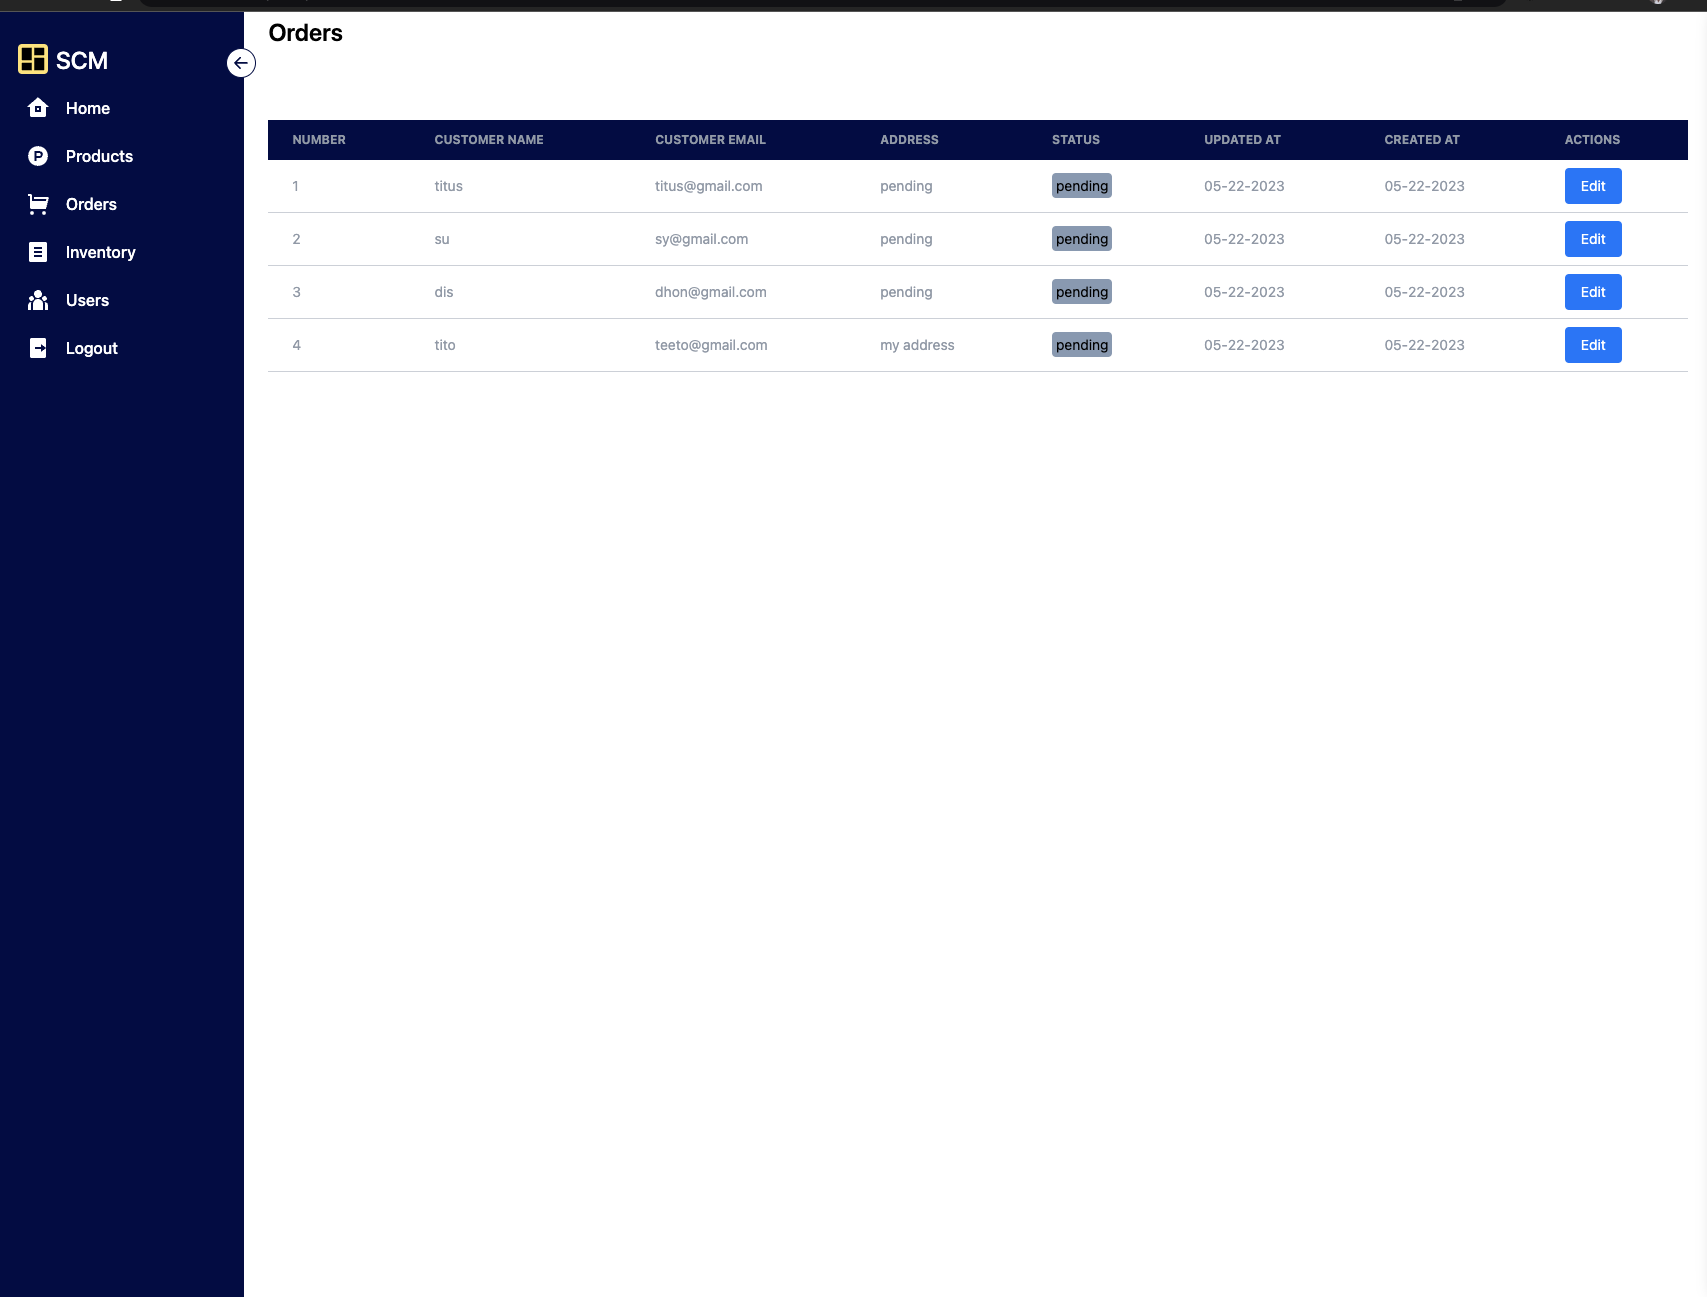 Orders
SCM
Home
Products
Orders
Inventory
Users
Logout
NUMBER CUSTOMER NAME CUSTOMER EMAIL ADDRESS STATUS UPDATED AT CREATED AT ACTIONS
1 titus titus@gmail.com pending pending 05-22-2023 05-22-2023 Edit
2 su sy@gmail.com pending pending 05-22-2023 05-22-2023 Edit
3 dis dhon@gmail.com pending pending 05-22-2023 05-22-2023 Edit
4 tito teeto@gmail.com my address pending 05-22-2023 05-22-2023 Edit